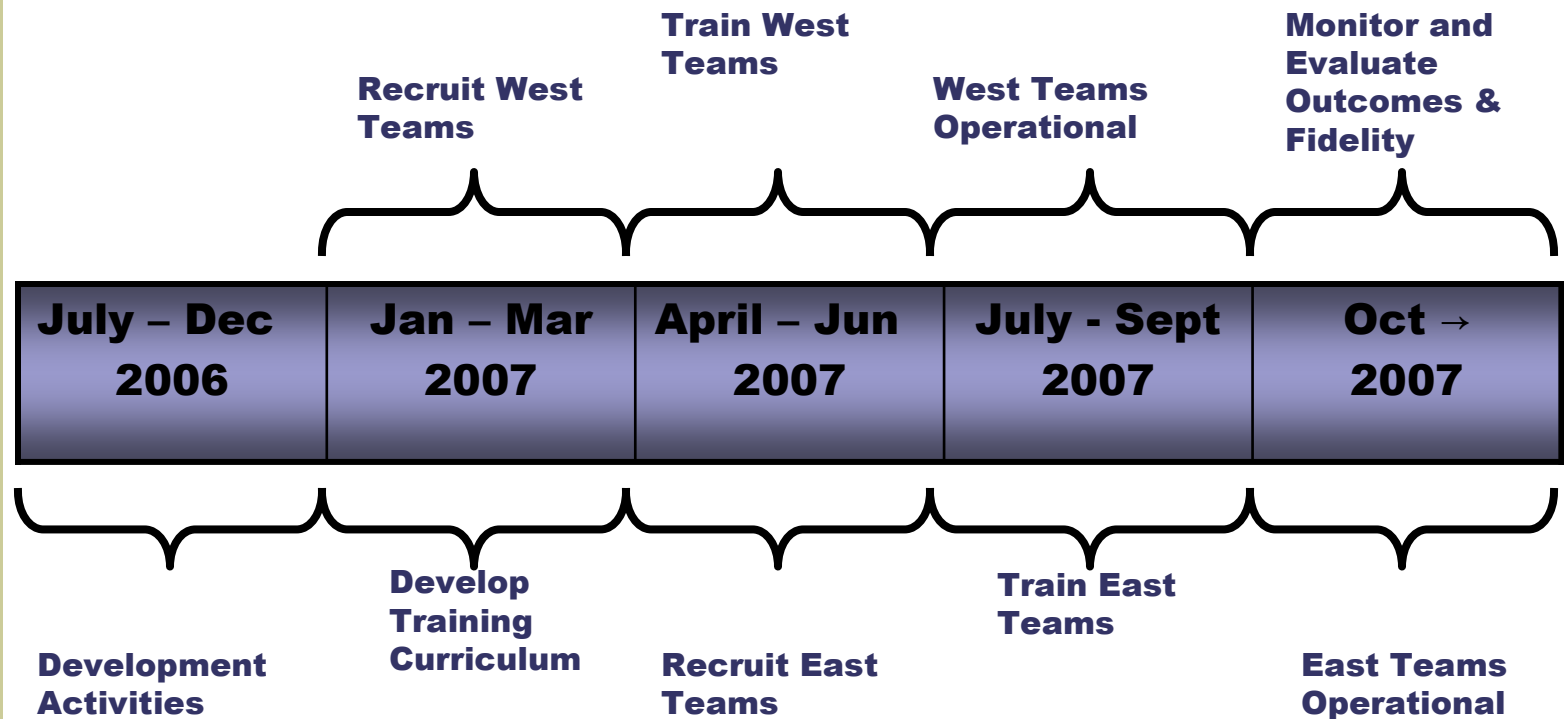 Train West
Teams
Monitor and
Evaluate
Outcomes &
Fidelity
Recruit West
Teams
West Teams
Operational
July – Dec
2006
Jan – Mar
2007
April – Jun
2007
July - Sept
2007
Oct →
2007
Develop
Training
Curriculum
Train East
Teams
Development
Activities
Recruit East
Teams
East Teams
Operational